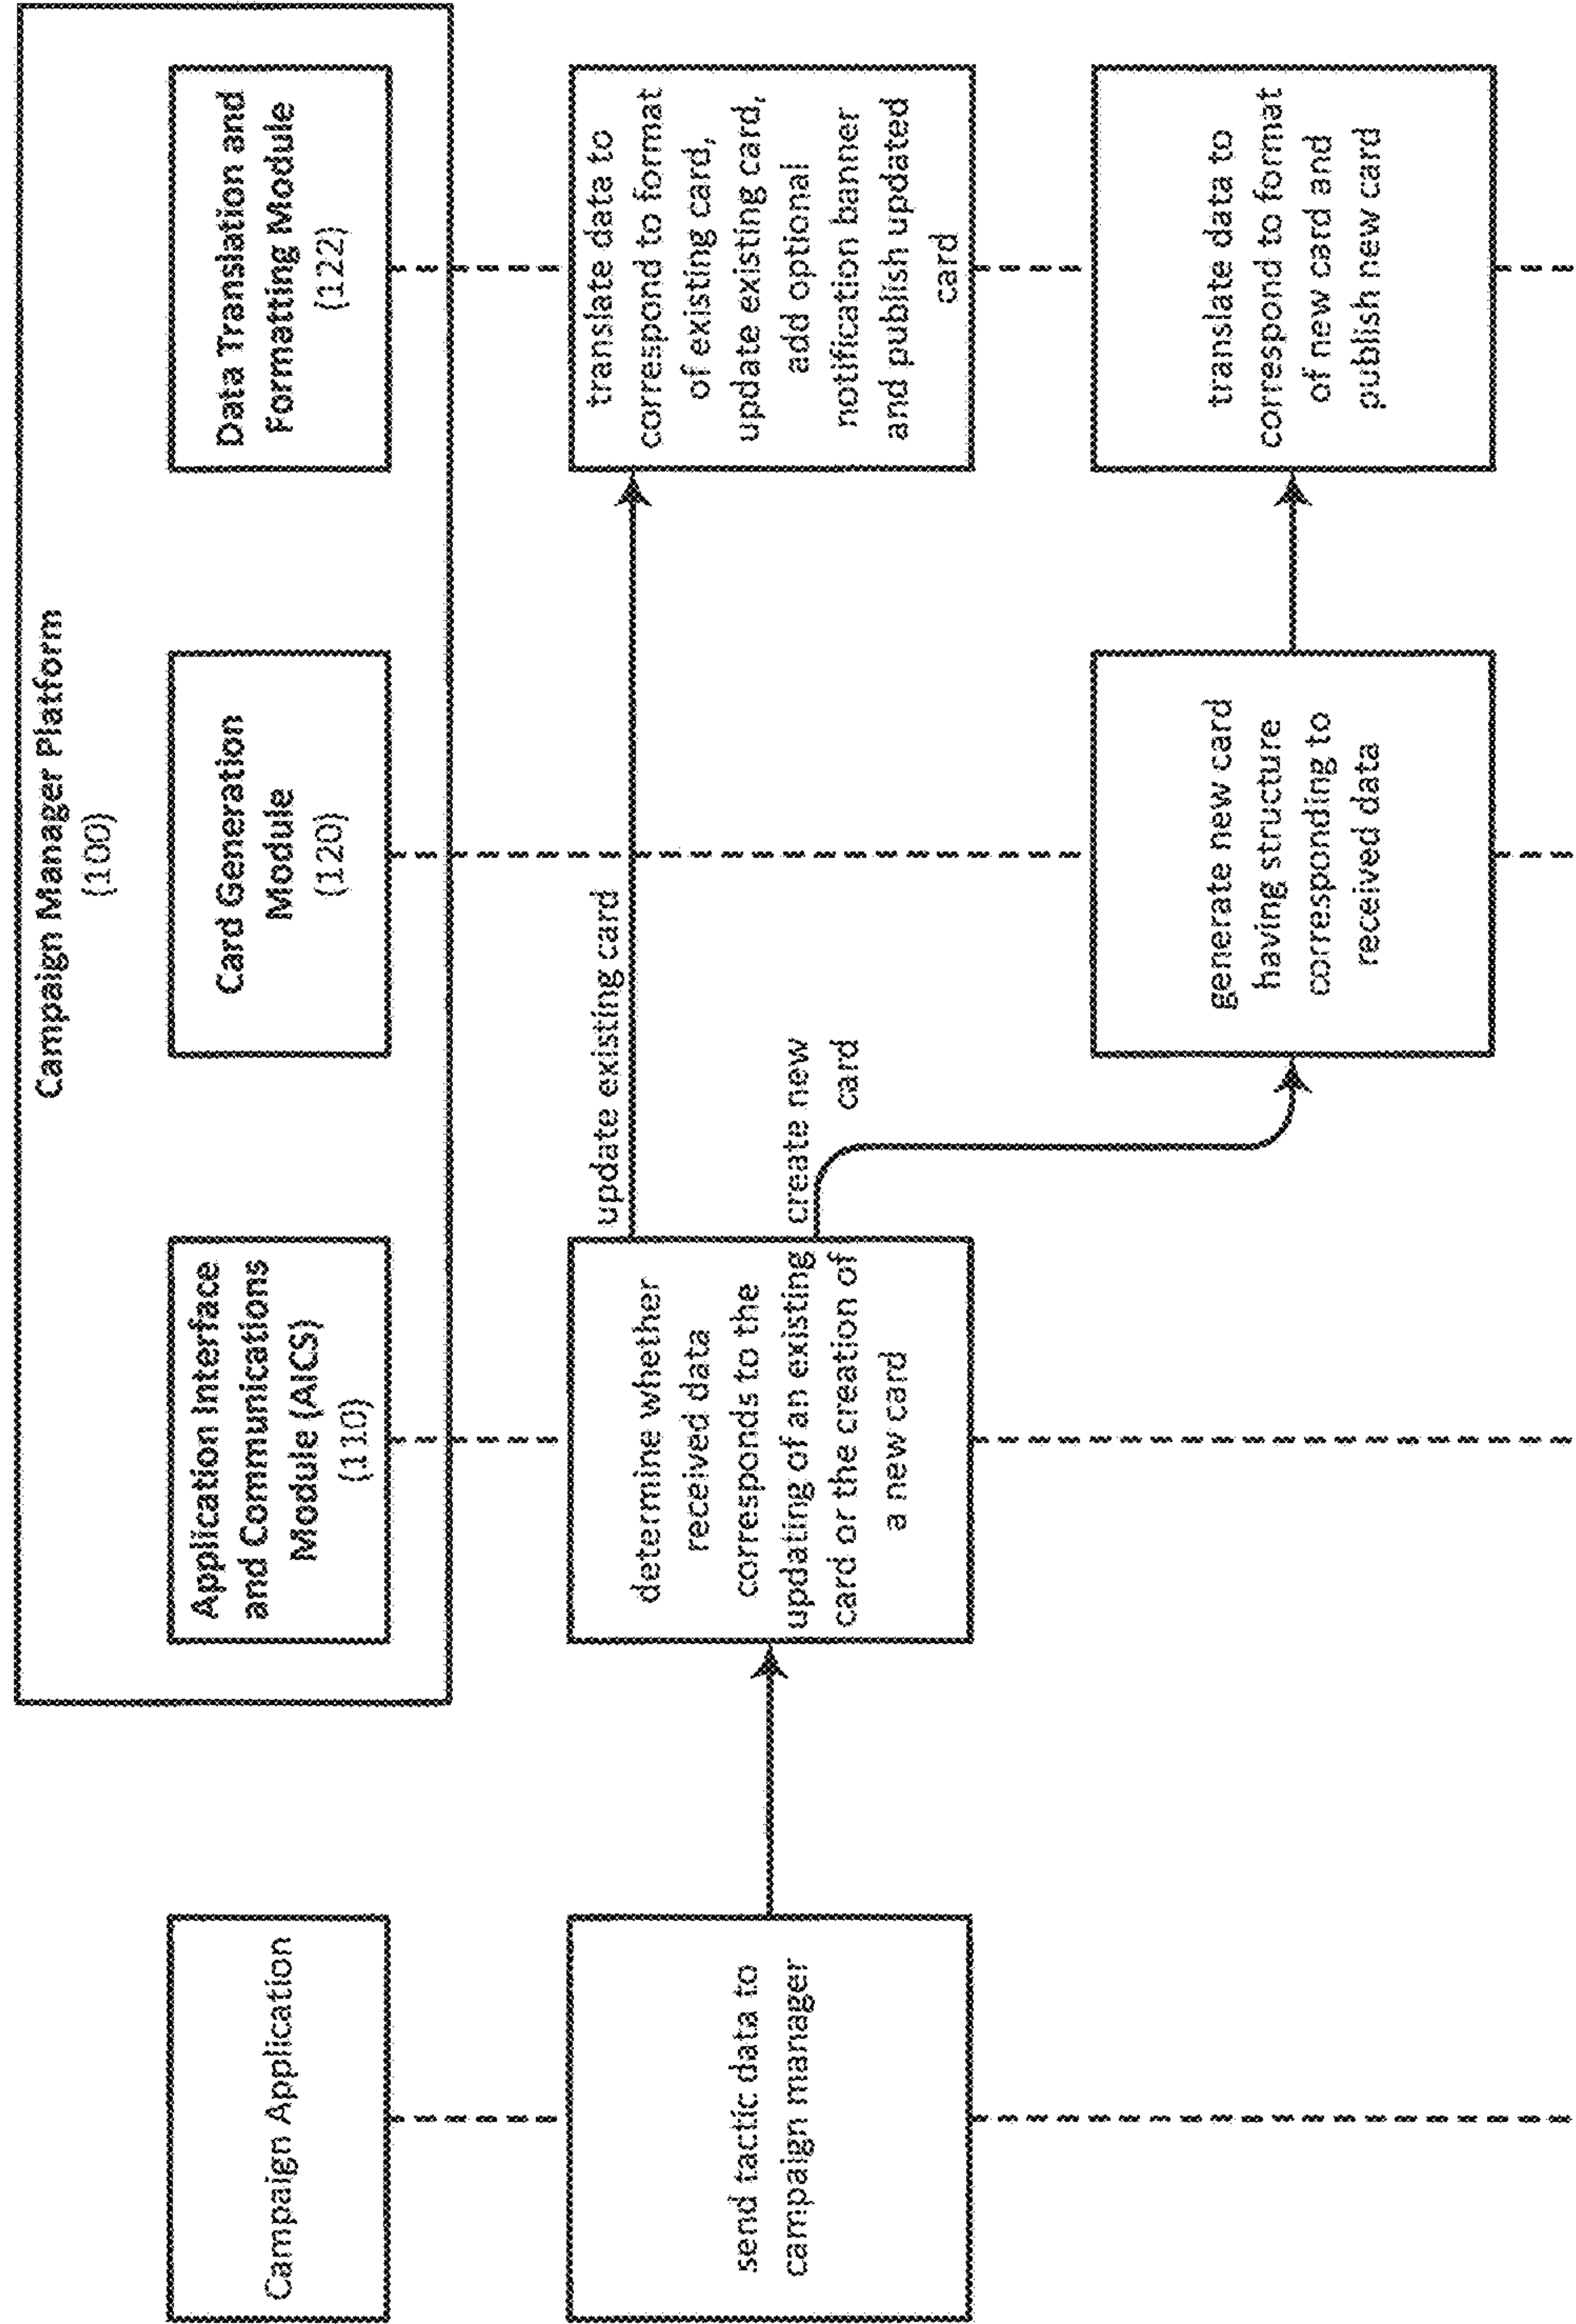 Campaign Manager Platform
(100)
Campaign Application
Application Interface
and Communications
Module (AICS)
(110)
Card Generation
Module
(120)
Data Translation and
Formatting Module
(122)
send tactic data to
campaign manager
determine whether
received data
corresponds to the
updating of an existing
card or the creation of
a new card
update existing card
create new
card
translate data to
correspond to format
of existing card,
update existing card,
add optional
notification banner
and publish updated
card
generate new card
having structure
corresponding to
received data
translate data to
correspond to format
of new card and
publish new card